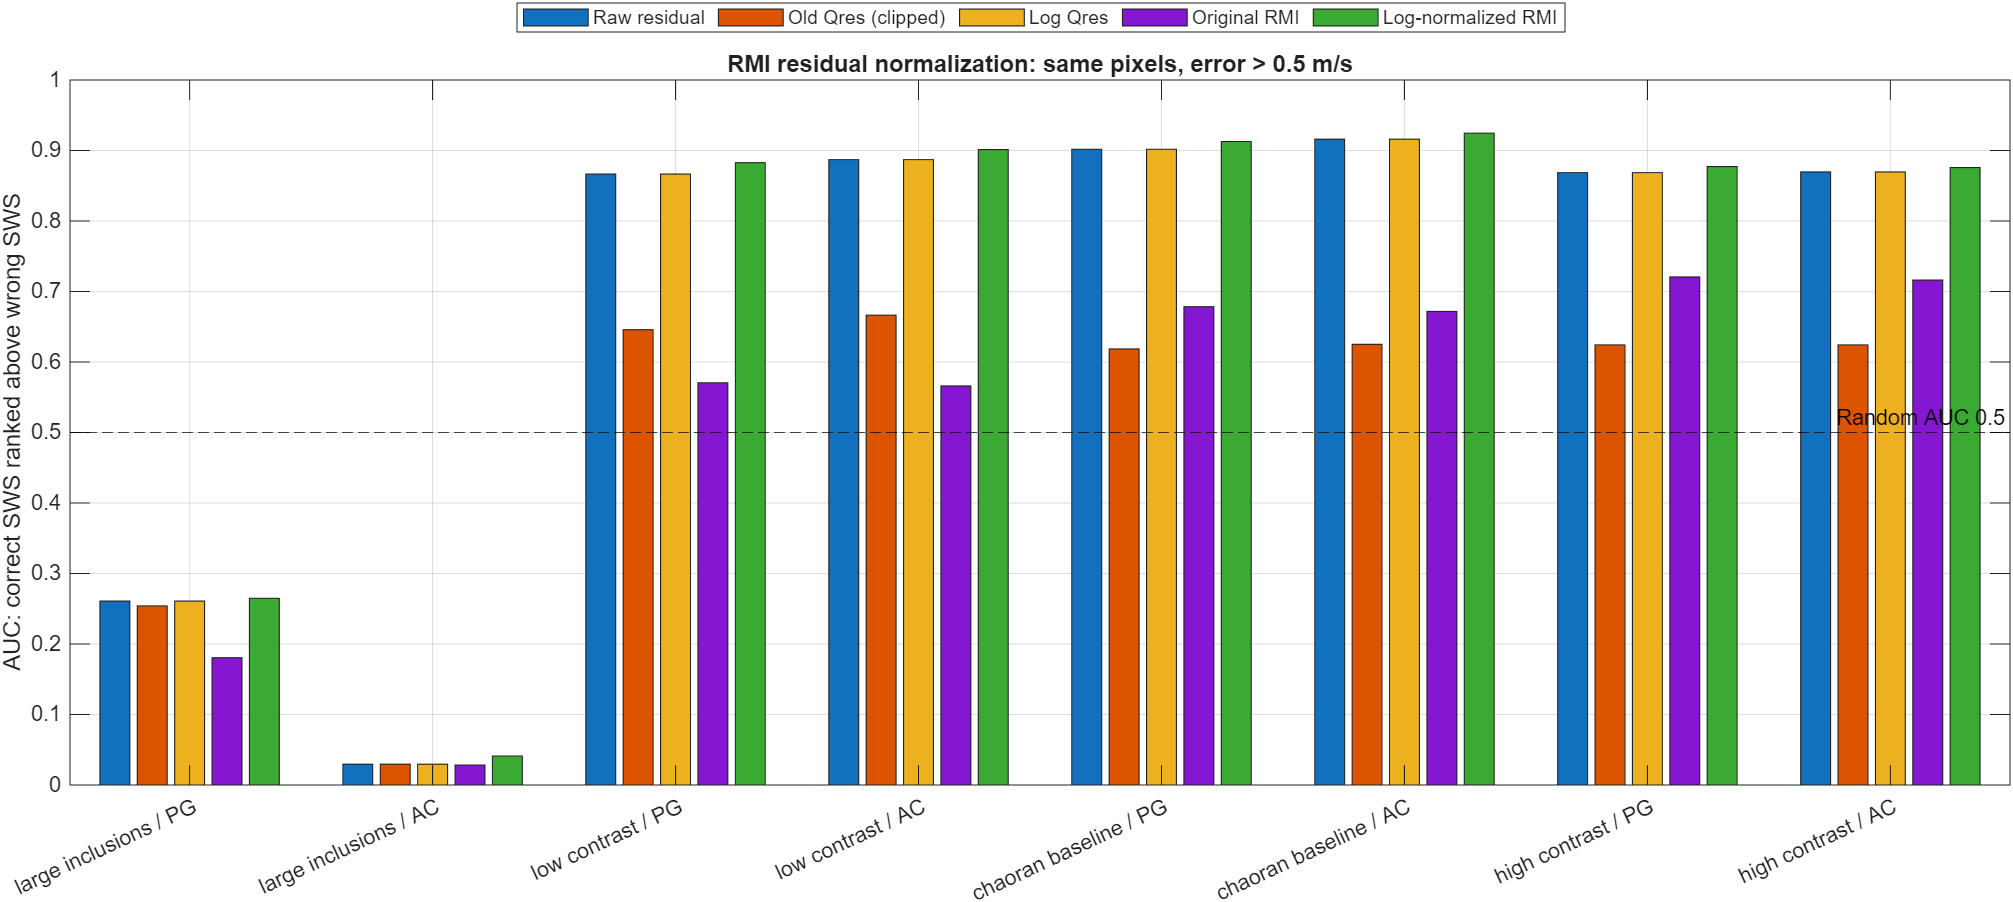 Raw residual Old Qres (clipped) Log Qres Original RMI Log-normalized RMI
RMI residual normalization: same pixels, error > 0.5 m/s
AUC: correct SWS ranked above wrong SWS
1
0.9
0.8
0.7
0.6
0.5
0.4
0.3
0.2
0.1
0
Random AUC 0.5
large inclusions / PG
large inclusions / AC
low contrast / PG
low contrast / AC
chaoran baseline / PG
chaoran baseline / AC
high contrast / PG
high contrast / AC